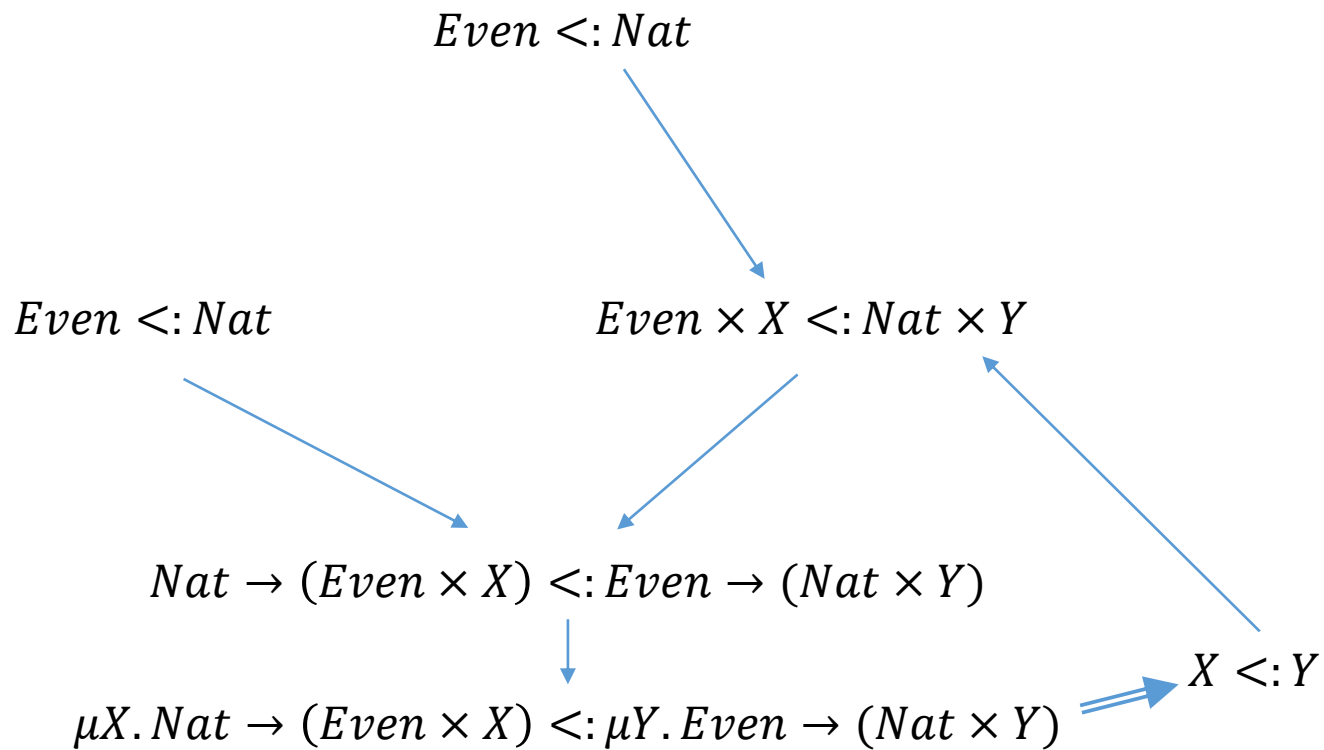 Even <: Nat
Even <: Nat
Even × X <: Nat × Y
Nat → (Even × X) <: Even → (Nat × Y)
X <: Y
μX. Nat → (Even × X) <: μY. Even → (Nat × Y)